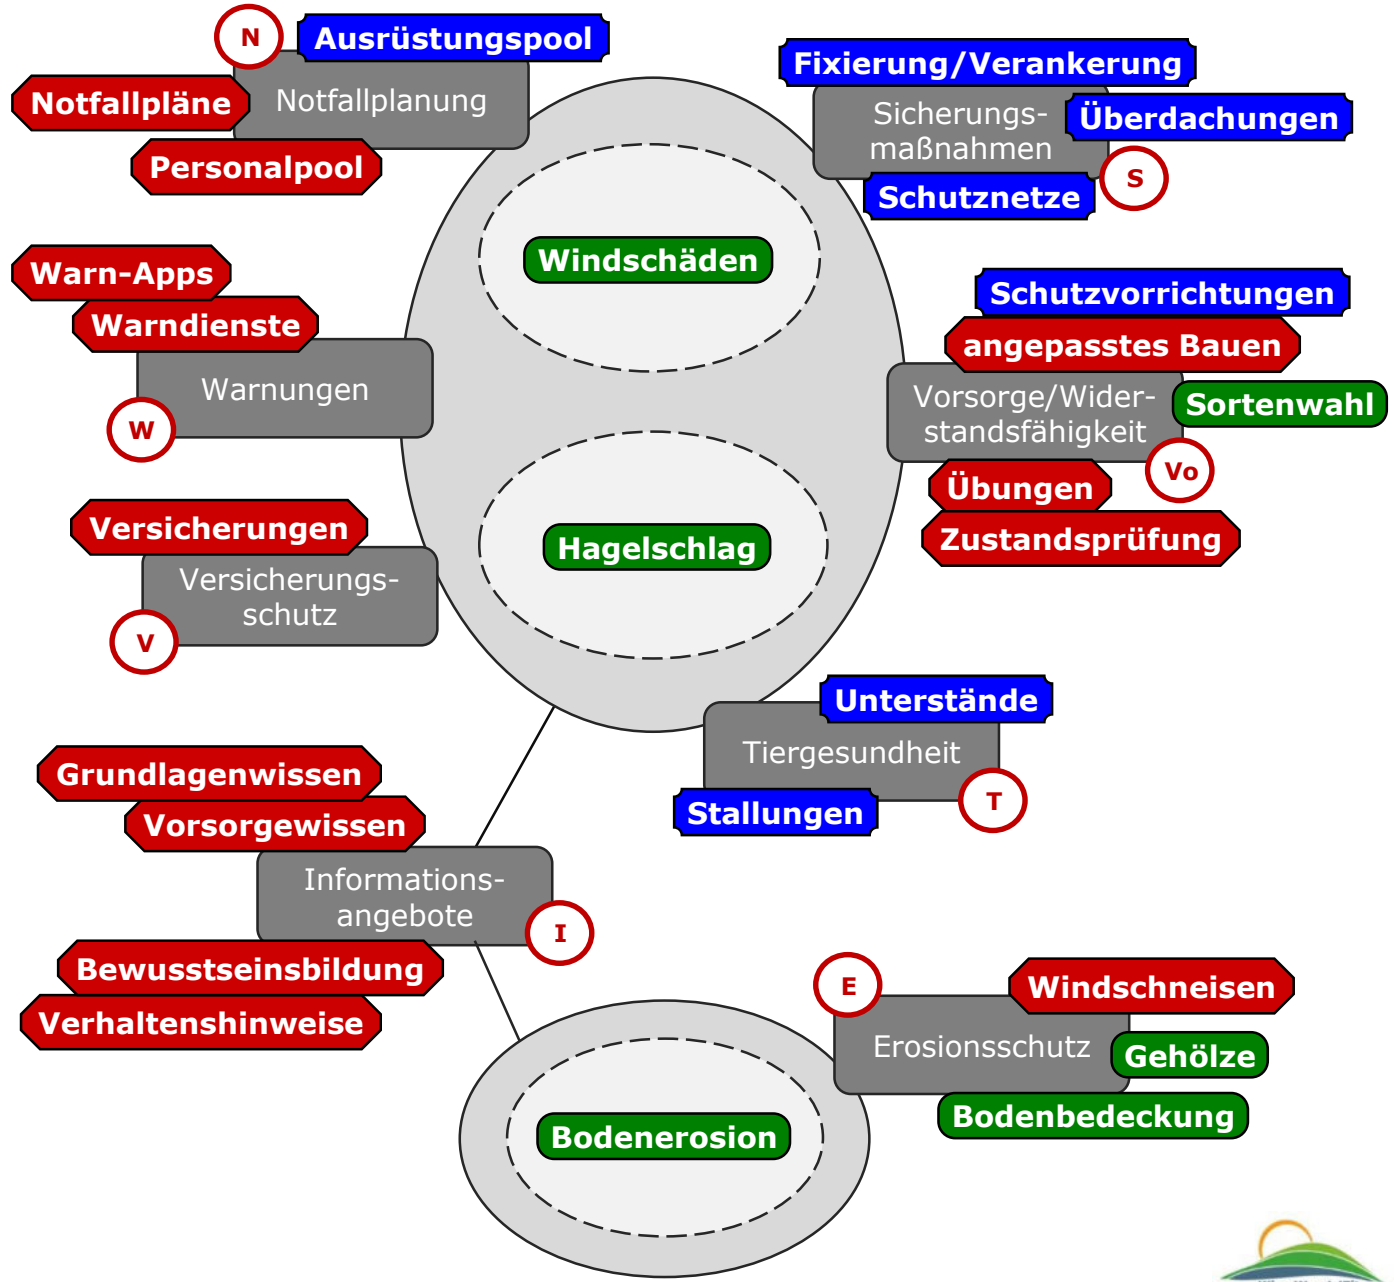 N
Ausrüstungspool
Notfallpläne
Notfallplanung
Personalpool
Fixierung/Verankerung
Sicherungs-
maßnahmen
Überdachungen
Schutznetze
S
Windschäden
Warn-Apps
Warndienste
Warnungen
W
Schutzvorrichtungen
angepasstes Bauen
Vorsorge/Wider-
standsfähigkeit
Sortenwahl
Vo
Übungen
Zustandsprüfung
Versicherungen
Versicherungs-
schutz
V
Hagelschlag
Unterstände
Tiergesundheit
T
Stallungen
Grundlagenwissen
Vorsorgewissen
Informations-
angebote
I
Bewusstseinsbildung
Verhaltenshinweise
E
Windschneisen
Erosionsschutz
Gehölze
Bodenbedeckung
Bodenerosion